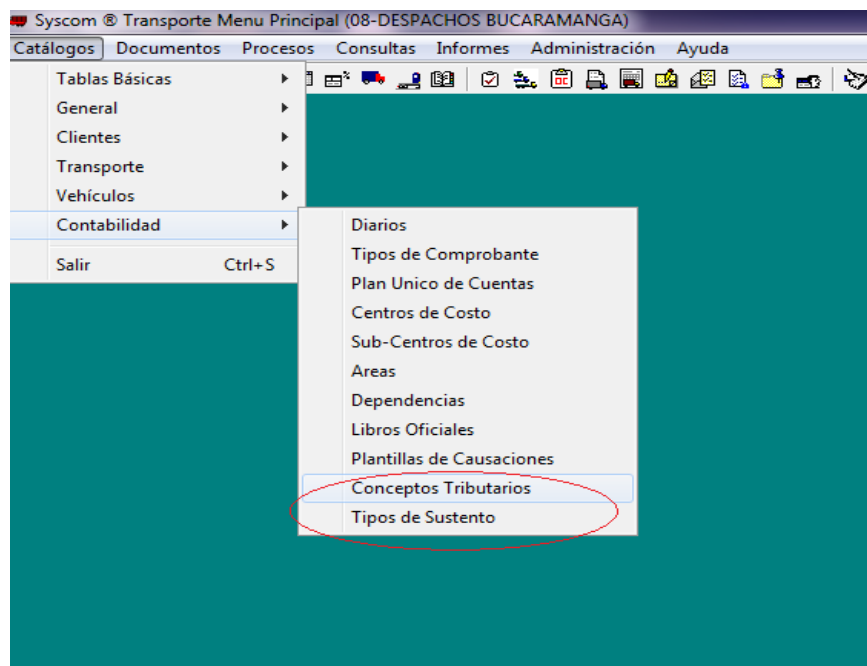 Syscom ® Transporte Menu Principal (08-DESPACHOS BUCARAMANGA)
Catálogos Documentos Procesos Consultas Informes Administración Ayuda
Tablas Básicas
General
Clientes
Transporte
Vehículos
Contabilidad
Salir Ctrl+S
Diarios
Tipos de Comprobante
Plan Unico de Cuentas
Centros de Costo
Sub-Centros de Costo
Areas
Dependencias
Libros Oficiales
Plantillas de Causaciones
Conceptos Tributarios
Tipos de Sustento